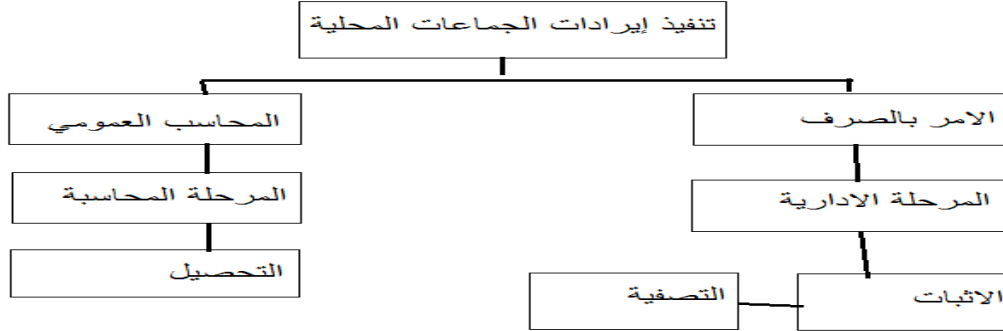 تنفيذ إيرادات الجماعات المحلية
الامر بالصرف
المحاسب العمومي
المرحلة الادارية
المرحلة المحاسبة
الاثبات
التصفية
التحصيل